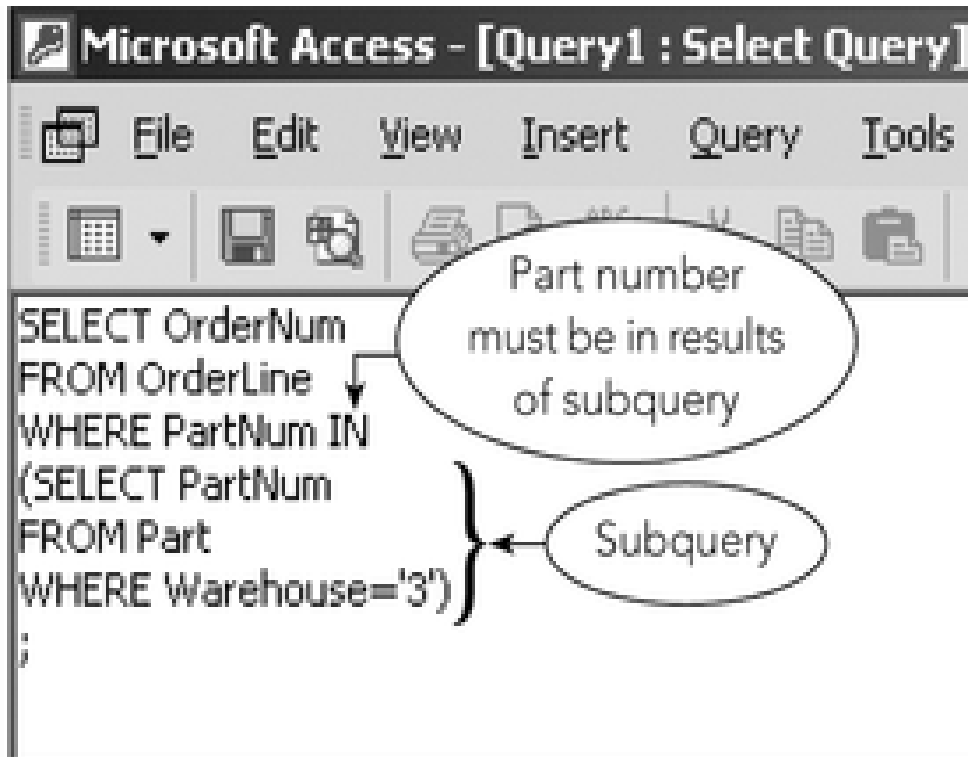 Microsoft Access - [Query1 : Select Query]
File Edit View Insert Query Tools
SELECT OrderNum
FROM OrderLine
WHERE PartNum IN
(SELECT PartNum
FROM Part
WHERE Warehouse='3')
;
Part number
must be in results
of subquery
Subquery